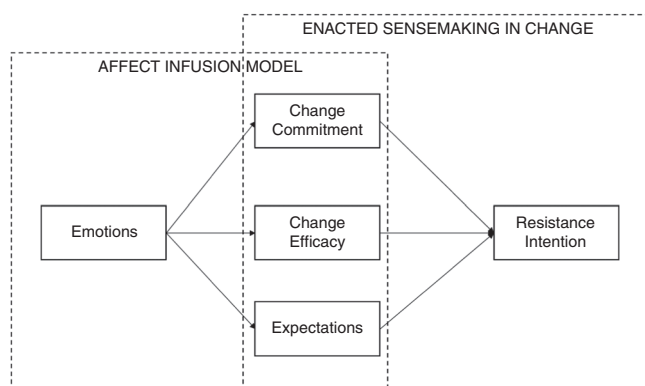 ENACTED SENSEMAKING IN CHANGE
AFFECT INFUSION MODEL
Change
Commitment
Emotions
Change
Efficacy
Resistance
Intention
Expectations